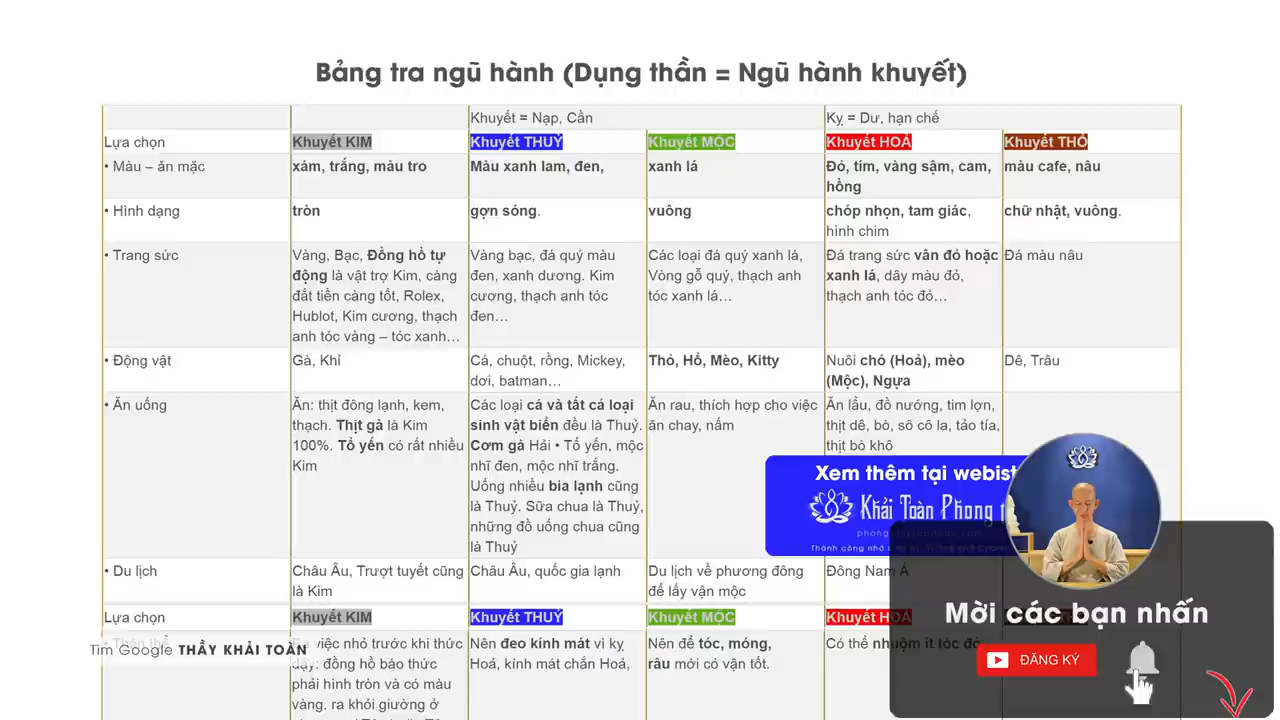 Bảng tra ngũ hành (Dụng thần = Ngũ hành khuyết)
Khuyết = Nạp, Cần
Kỵ = Dư, hạn chế
Lựa chọn
Khuyết KIM
Khuyết THUỶ
Khuyết MỘC
Khuyết HOẢ
Khuyết THỔ
• Màu – ăn mặc
xám, trắng, màu tro
Màu xanh lam, đen,
xanh lá
Đỏ, tím, vàng sậm, cam,
hồng
màu cafe, nâu
• Hình dạng
tròn
gợn sóng.
vuông
chóp nhọn, tam giác,
hình chim
chữ nhật, vuông.
• Trang sức
Vàng, Bạc, Đồng hồ tự
động là vật trợ Kim, càng
đắt tiền càng tốt, Rolex,
Hublot, Kim cương, thạch
anh tóc vàng – tóc xanh…
Vàng bạc, đá quý màu
đen, xanh dương. Kim
cương, thạch anh tóc
đen…
Các loại đá quý xanh lá,
Vòng gỗ quý, thạch anh
tóc xanh lá…
Đá trang sức vân đỏ hoặc
xanh lá, dây màu đỏ,
thạch anh tóc đỏ…
Đá màu nâu
• Động vật
Gà, Khỉ
Cá, chuột, rồng, Mickey,
dơi, batman…
Thỏ, Hổ, Mèo, Kitty
Nuôi chó (Hoả), mèo
(Mộc), Ngựa
Dê, Trâu
• Ăn uống
Ăn: thịt đông lạnh, kem,
thạch. Thịt gà là Kim
100%. Tổ yến có rất nhiều
Kim
Các loại cá và tất cả loại
sinh vật biển đều là Thuỷ.
Cơm gà Hải • Tổ yến, mộc
nhĩ đen, mộc nhĩ trắng.
Uống nhiều bia lạnh cũng
là Thuỷ. Sữa chua là Thuỷ,
những đồ uống chua cũng
là Thuỷ
Ăn rau, thích hợp cho việc
ăn chay, nấm
Ăn lẩu, đồ nướng, tim lợn,
thịt dê, bò, sô cô la, tảo tía,
thịt bò khô
Xem thêm tại webist
Khải Toàn Phong t
• Du lịch
Châu Âu, Trượt tuyết cũng
là Kim
Châu Âu, quốc gia lạnh
Du lịch về phương đông
để lấy vận mộc
Đông Nam Á
Lựa chọn
Khuyết KIM
Khuyết THUỶ
Khuyết MỘC
Khuyết HOẢ
• Thân thể
việc nhỏ trước khi thức
dậy: đồng hồ báo thức
phải hình tròn và có màu
vàng. ra khỏi giường ở
Nên đeo kính mát vì kỵ
Hoả, kính mát chắn Hoả,
Nên để tóc, móng,
râu mới có vận tốt.
Có thể nhuộm ít tóc đỏ
Tìm Google THẦY KHẢI TOÀN
Mời các bạn nhấn
ĐĂNG KÝ